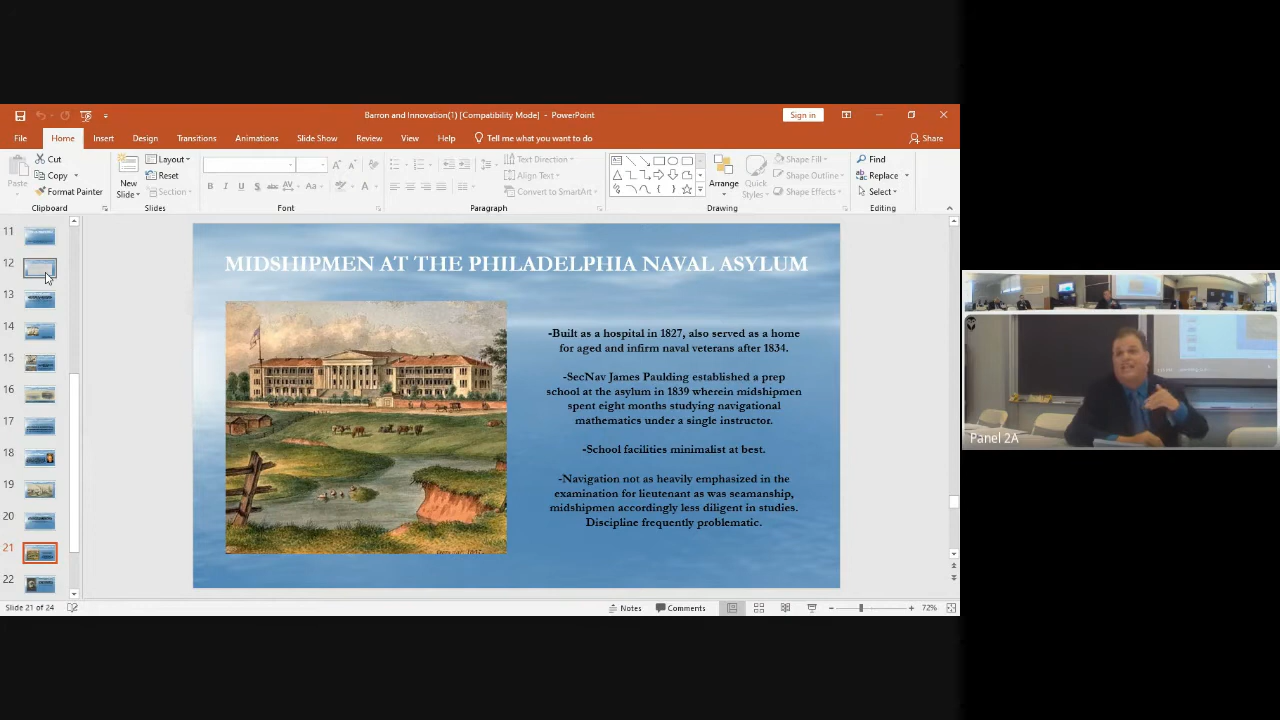 Barron and Innovation(1) [Compatibility Mode] - PowerPoint
Sign in
File Home Insert Design Transitions Animations Slide Show Review View Help Tell me what you want to do
Share
Paste
Cut
Copy
Format Painter
Clipboard
New
Slide
Layout
Reset
Section
Slides
Aa
Font
Text Direction
Align Text
Convert to SmartArt
Paragraph
Arrange
Quick
Styles
Shape Fill
Shape Outline
Shape Effects
Drawing
Find
Replace
Select
Editing
11
12
13
14
15
16
17
18
19
20
21
22
MIDSHIPMEN AT THE PHILADELPHIA NAVAL ASYLUM
-Built as a hospital in 1827, also served as a home
for aged and infirm naval veterans after 1834.
-SecNav James Paulding established a prep
school at the asylum in 1839 wherein midshipmen
spent eight months studying navigational
mathematics under a single instructor.
-School facilities minimalist at best.
-Navigation not as heavily emphasized in the
examination for lieutenant as was seamanship,
midshipmen accordingly less diligent in studies.
Discipline frequently problematic.
Slide 21 of 24
Notes
Comments
72%
Panel 2A